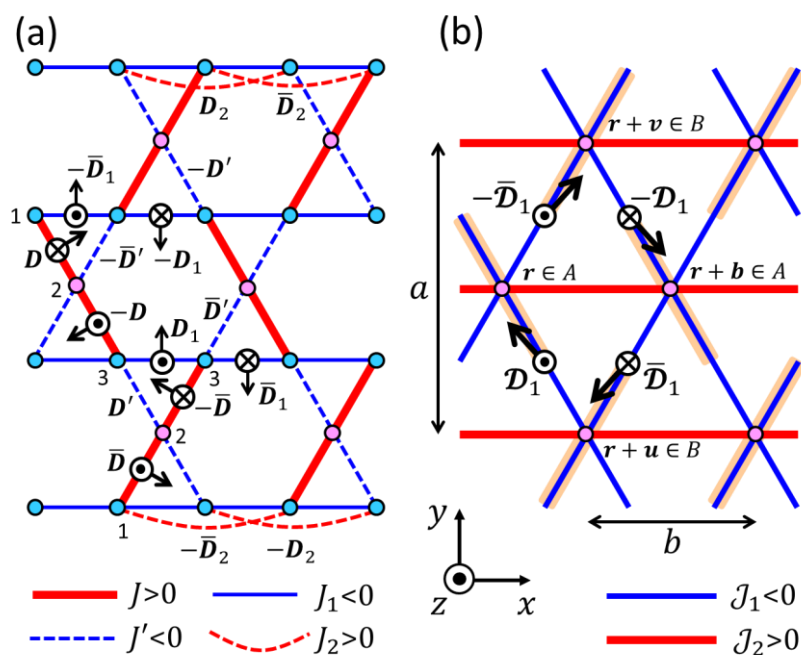 (a)
(b)
D₂
D̄₂
−D′
−D̄₁
1
D
−D̄′
−D₁
2
−D
D₁
D̄′
3
3
D′
−D̄
D̄₁
2
D̄
1
−D̄₂
−D₂
J>0
J₁<0
J′<0
J₂>0
r + v ∈ B
−𝓓̄₁
−𝓓₁
a
r ∈ A
r + b ∈ A
𝓓₁
𝓓̄₁
r + u ∈ B
y
b
z
x
𝒥₁<0
𝒥₂>0